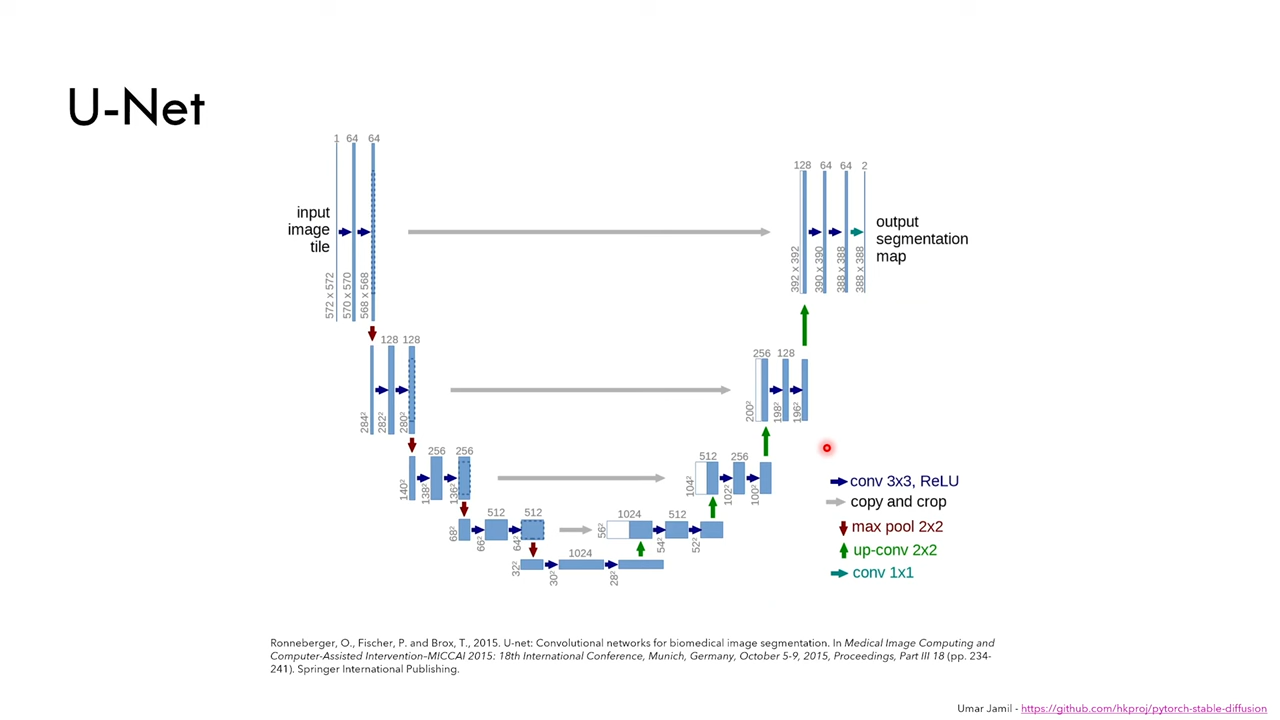 U-Net
1 64 64
128 64 64 2
input
image
tile
output
segmentation
map
572 x 572
570 x 570
568 x 568
392 x 392
390 x 390
388 x 388
388 x 388
128 128
256 128
284²
282²
280²
200²
198²
196²
256 256
512 256
140²
138²
136²
104²
102²
100²
conv 3x3, ReLU
copy and crop
max pool 2x2
up-conv 2x2
conv 1x1
512 512
1024 512
68²
66²
64²
56²
54²
52²
1024
32²
30²
28²
Ronneberger, O., Fischer, P. and Brox, T., 2015. U-net: Convolutional networks for biomedical image segmentation. In Medical Image Computing and
Computer-Assisted Intervention–MICCAI 2015: 18th International Conference, Munich, Germany, October 5-9, 2015, Proceedings, Part III 18 (pp. 234-
241). Springer International Publishing.
Umar Jamil - https://github.com/hkproj/pytorch-stable-diffusion